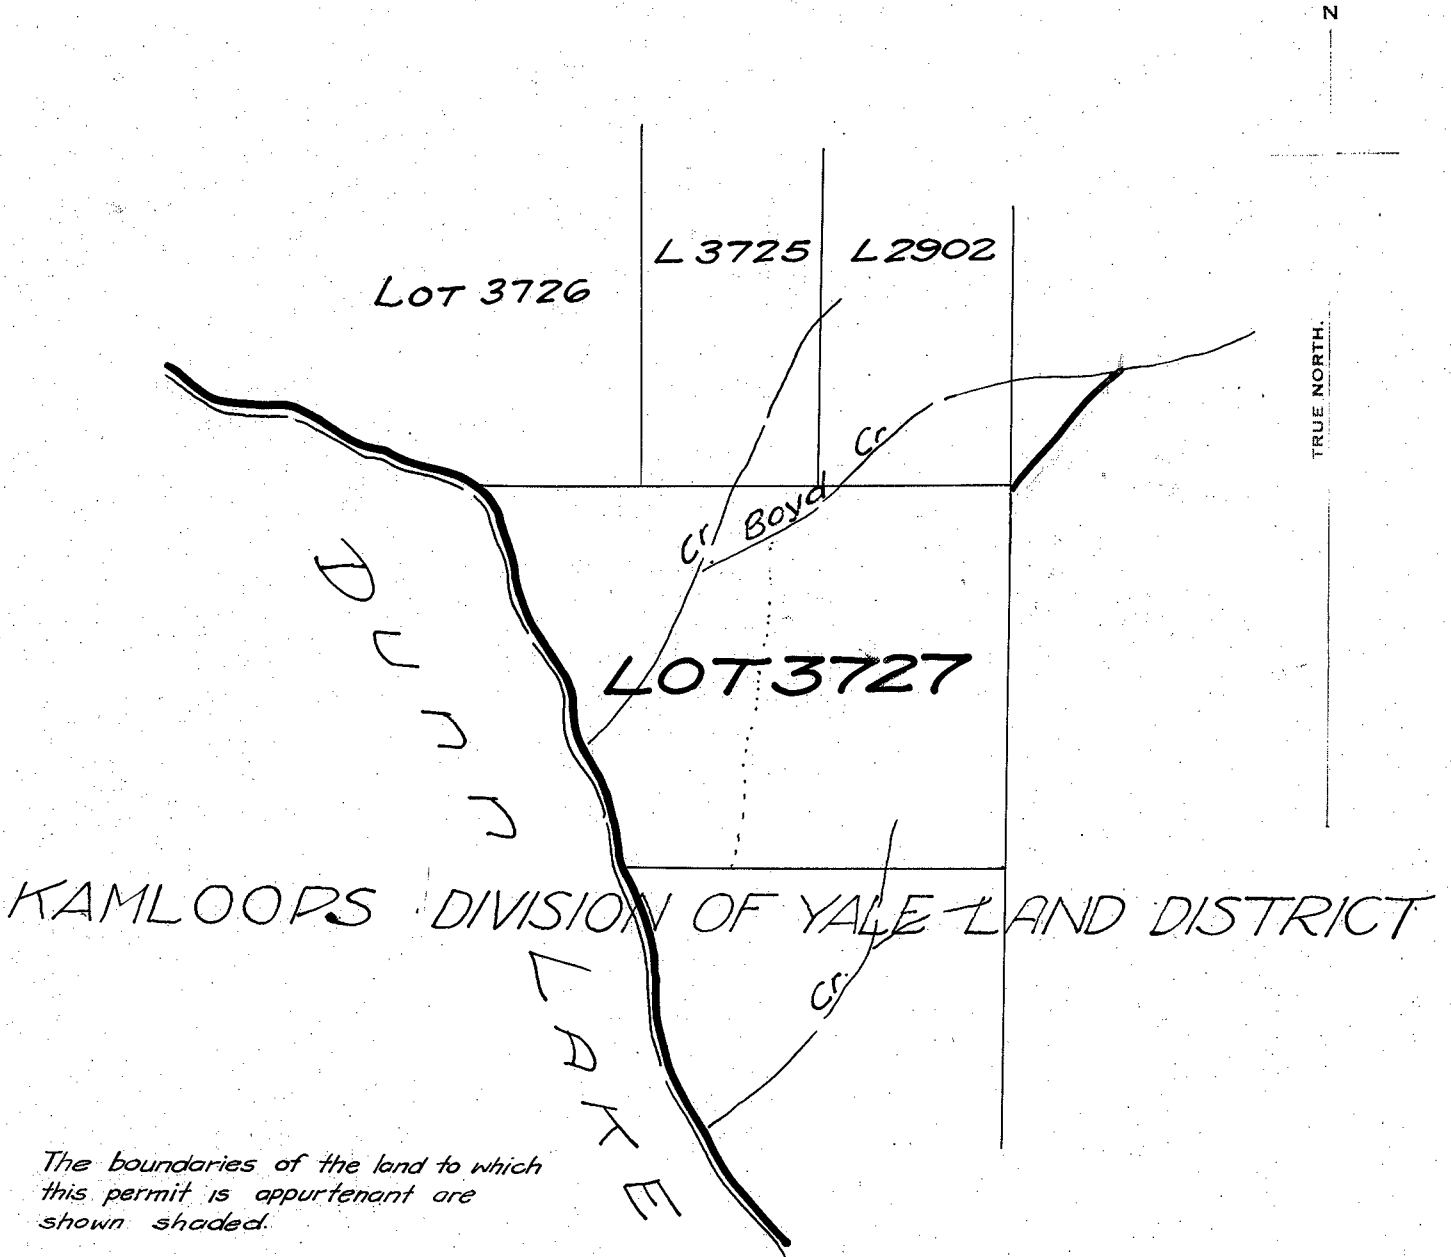 N
TRUE NORTH.
L 3725
L 2902
LOT 3726
Cr.
Boyd Cr.
LOT 3727
DUNN LAKE
KAMLOOPS DIVISION OF YALE LAND DISTRICT
Cr.
The boundaries of the land to which
this permit is appurtenant are
shown shaded.